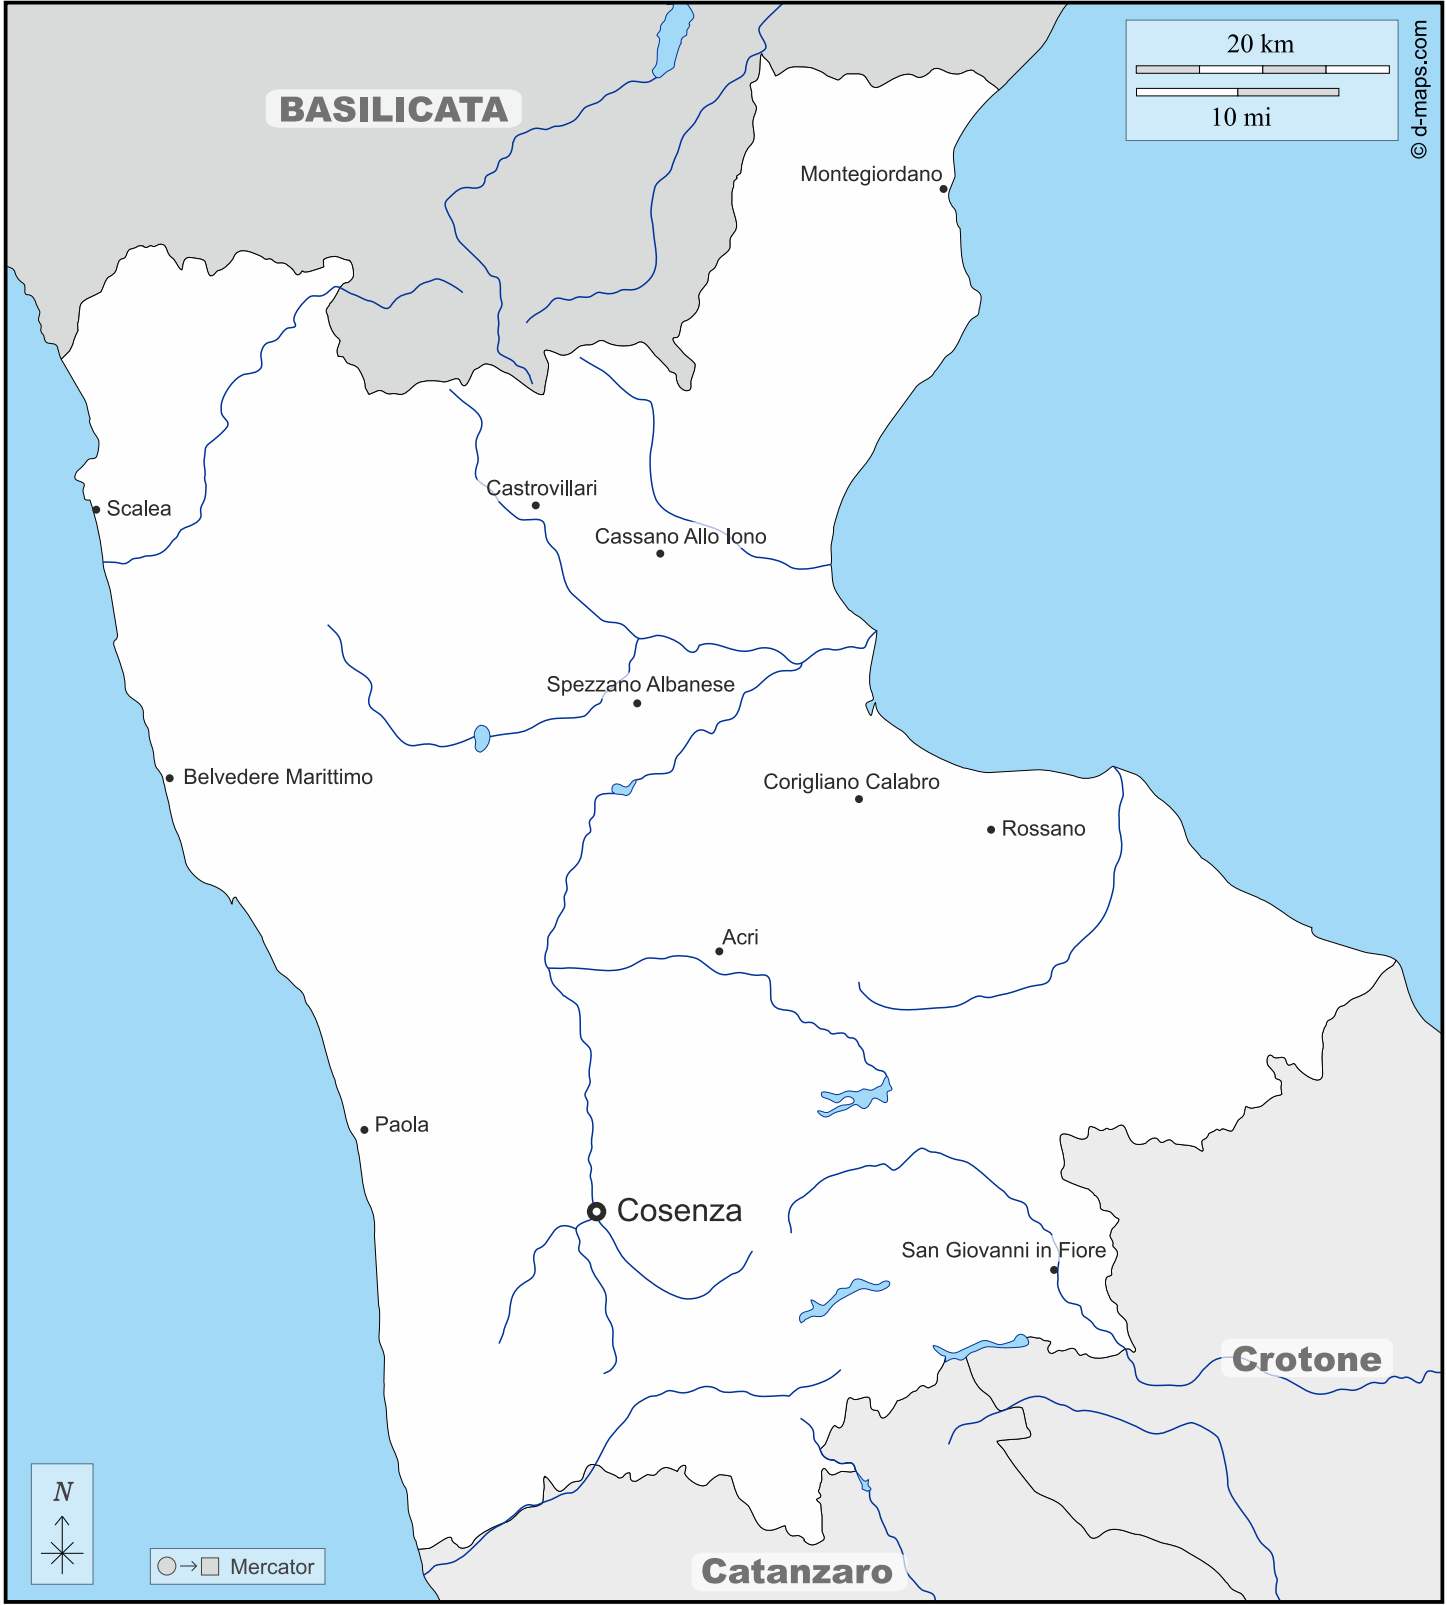 20 km
10 mi
© d-maps.com
BASILICATA
Montegiordano
Castrovillari
Scalea
Cassano Allo Iono
Spezzano Albanese
Belvedere Marittimo
Corigliano Calabro
Rossano
Acri
Paola
Cosenza
San Giovanni in Fiore
Crotone
N
Mercator
Catanzaro